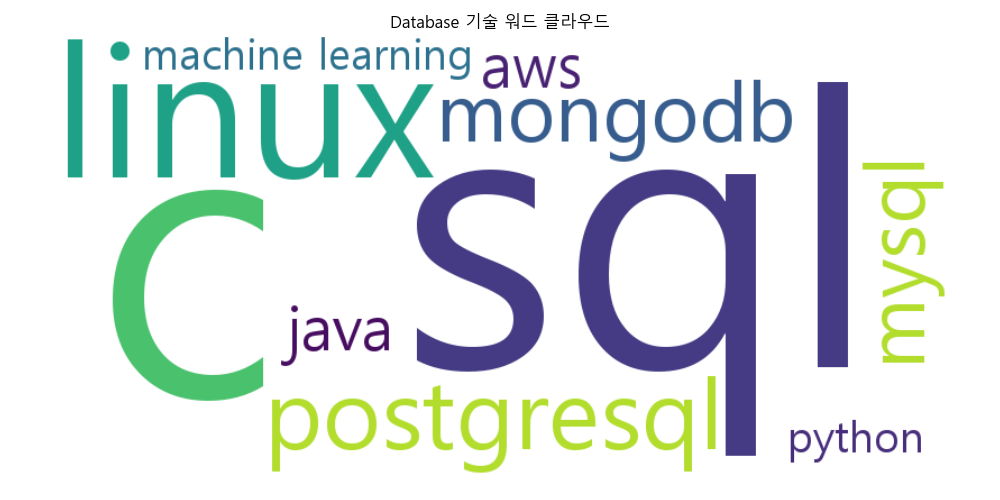 Database 기술 워드 클라우드
machine learning
linux
aws
mongodb
c
sql
mysql
java
postgresql
python